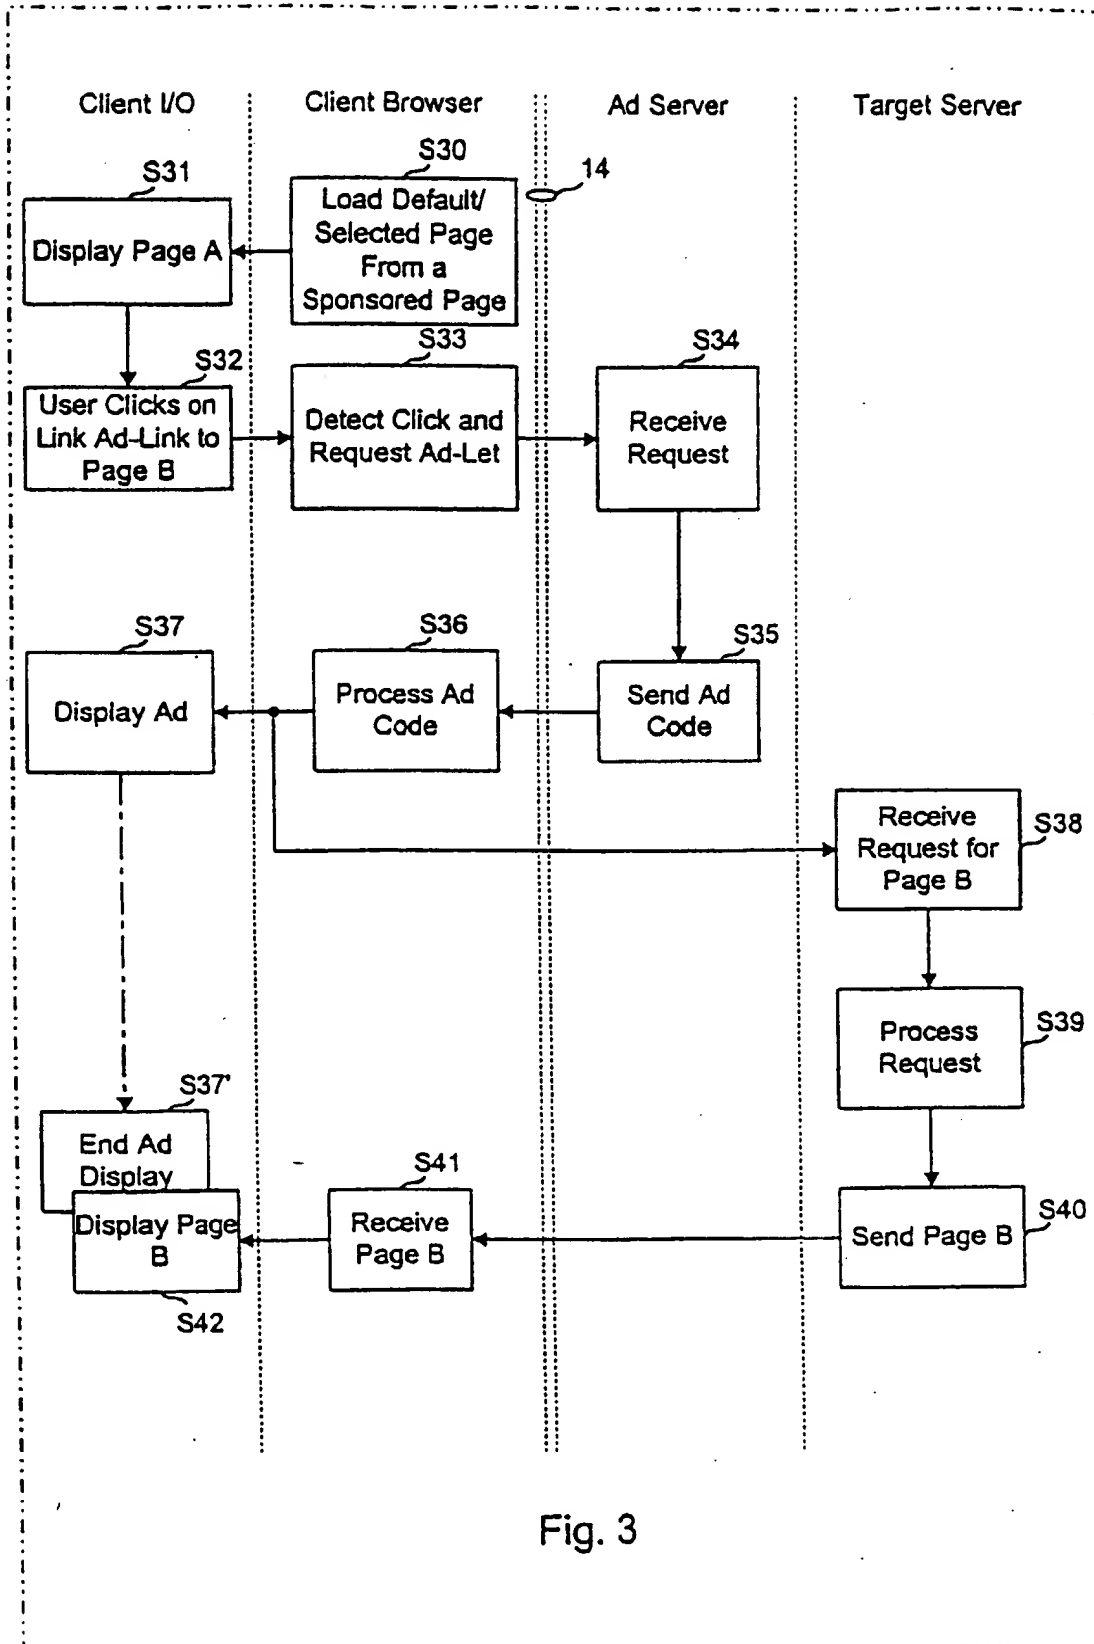 Client I/O
Client Browser
Ad Server
Target Server
S30
14
Load Default/
Selected Page
From a
Sponsored Page
S31
Display Page A
S32
User Clicks on
Link Ad-Link to
Page B
S33
Detect Click and
Request Ad-Let
S34
Receive
Request
S35
Send Ad
Code
S36
Process Ad
Code
S37
Display Ad
Receive
Request for
Page B
S38
Process
Request
S39
S37'
End Ad
Display
Display Page
B
S42
S41
Receive
Page B
Send Page B
S40
Fig. 3